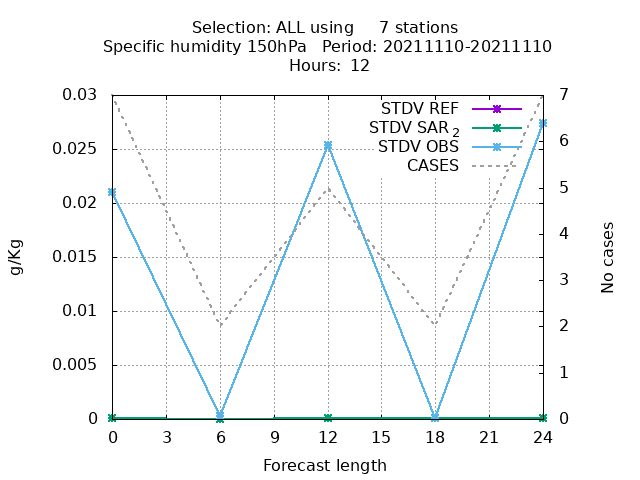 Selection: ALL using     7 stations
Specific humidity 150hPa   Period: 20211110-20211110
Hours: 12
0.03
0.025
0.02
0.015
0.01
0.005
0
g/Kg
STDV REF
STDV SAR 2
STDV OBS
CASES
7
6
5
4
3
2
1
0
No cases
0 3 6 9 12 15 18 21 24
Forecast length